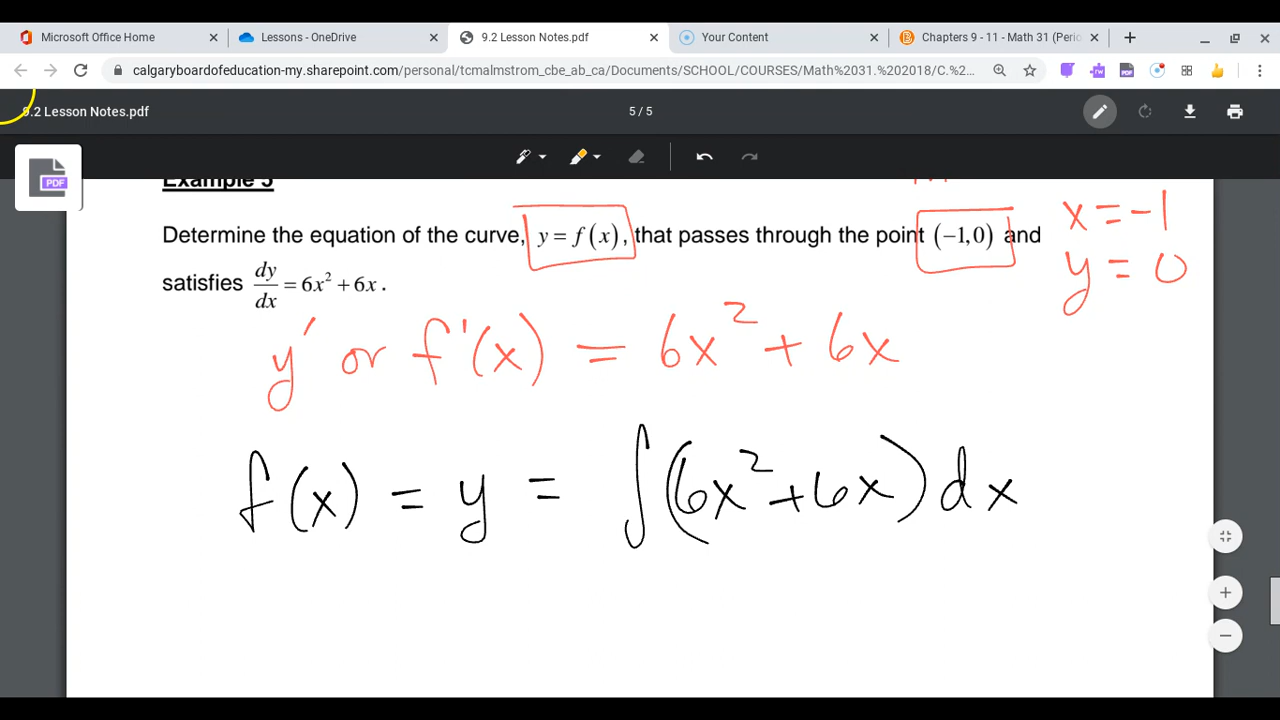 Microsoft Office Home
Lessons - OneDrive
9.2 Lesson Notes.pdf
Your Content
Chapters 9 - 11 - Math 31 (Perio
calgaryboardofeducation-my.sharepoint.com/personal/tcmalmstrom_cbe_ab_ca/Documents/SCHOOL/COURSES/Math%2031.%202018/C.%2...
9.2 Lesson Notes.pdf
5 / 5
PDF
Example 5
Determine the equation of the curve, y = f(x), that passes through the point (−1,0) and
satisfies dy/dx = 6x² + 6x .
x = -1
y = 0
y' or f'(x) = 6x² + 6x
f(x) = y = ∫(6x²+6x)dx